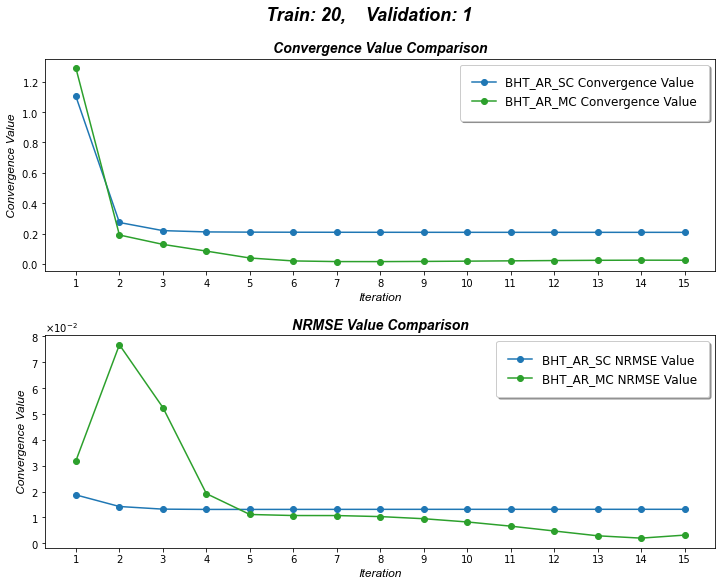 Train: 20,    Validation: 1
Convergence Value Comparison
BHT_AR_SC Convergence Value
BHT_AR_MC Convergence Value
Convergence Value
1.2
1.0
0.8
0.6
0.4
0.2
0.0
1 2 3 4 5 6 7 8 9 10 11 12 13 14 15
Iteration
NRMSE Value Comparison
×10⁻²
BHT_AR_SC NRMSE Value
BHT_AR_MC NRMSE Value
Convergence Value
8
7
6
5
4
3
2
1
0
1 2 3 4 5 6 7 8 9 10 11 12 13 14 15
Iteration